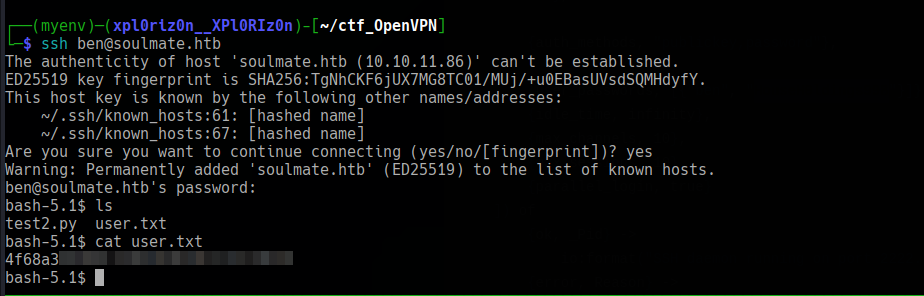 ┌──(myenv)─(xpl0riz0n__XPl0RIz0n)-[~/ctf_OpenVPN]
└─$ ssh ben@soulmate.htb
The authenticity of host 'soulmate.htb (10.10.11.86)' can't be established.
ED25519 key fingerprint is SHA256:TgNhCKF6jUX7MG8TC01/MUj/+u0EBasUVsdSQMHdyfY.
This host key is known by the following other names/addresses:
    ~/.ssh/known_hosts:61: [hashed name]
    ~/.ssh/known_hosts:67: [hashed name]
Are you sure you want to continue connecting (yes/no/[fingerprint])? yes
Warning: Permanently added 'soulmate.htb' (ED25519) to the list of known hosts.
ben@soulmate.htb's password:
bash-5.1$ ls
test2.py  user.txt
bash-5.1$ cat user.txt
4f68a3
bash-5.1$